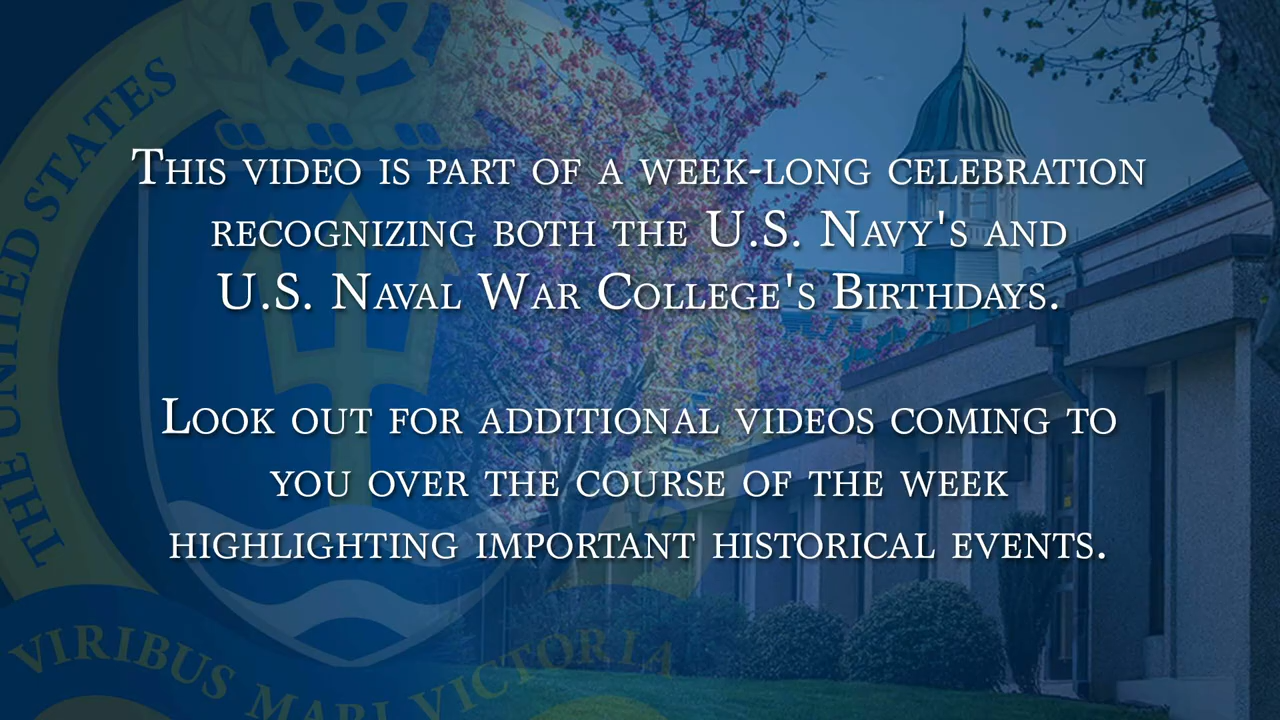 THE UNITED STATES
This video is part of a week-long celebration
recognizing both the U.S. Navy's and
U.S. Naval War College's Birthdays.
Look out for additional videos coming to
you over the course of the week
highlighting important historical events.
VIRIBUS MARI VICTORIA